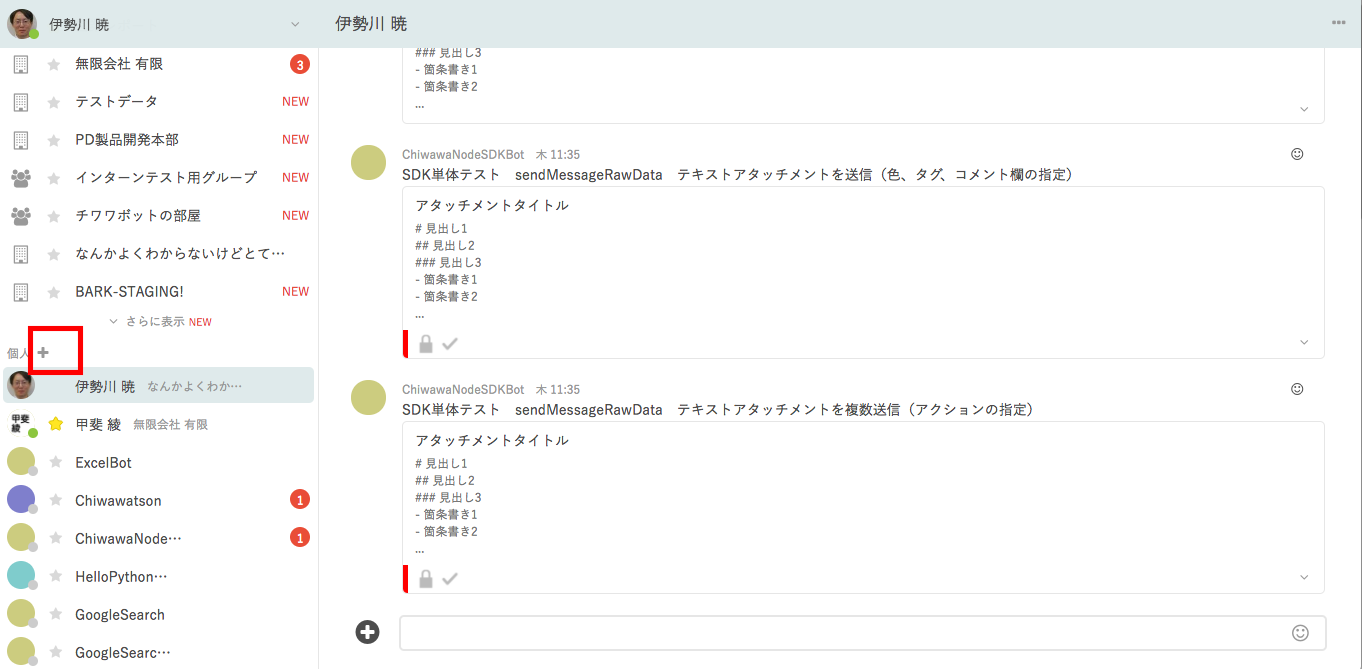 伊勢川 暁
無限会社 有限
3
テストデータ
NEW
PD製品開発本部
NEW
インターンテスト用グループ
NEW
チワワボットの部屋
NEW
なんかよくわからないけどとて…
BARK-STAGING!
NEW
さらに表示 NEW
個人
伊勢川 暁 なんかよくわか…
甲斐 綾
甲斐 綾 無限会社 有限
ExcelBot
Chiwawatson
1
ChiwawaNode…
1
HelloPython…
GoogleSearch
GoogleSearc…
伊勢川 暁
### 見出し3
- 箇条書き1
- 箇条書き2
...
ChiwawaNodeSDKBot 木 11:35
SDK単体テスト sendMessageRawData テキストアタッチメントを送信（色、タグ、コメント欄の指定）
アタッチメントタイトル
# 見出し1
## 見出し2
### 見出し3
- 箇条書き1
- 箇条書き2
...
ChiwawaNodeSDKBot 木 11:35
SDK単体テスト sendMessageRawData テキストアタッチメントを複数送信（アクションの指定）
アタッチメントタイトル
# 見出し1
## 見出し2
### 見出し3
- 箇条書き1
- 箇条書き2
...